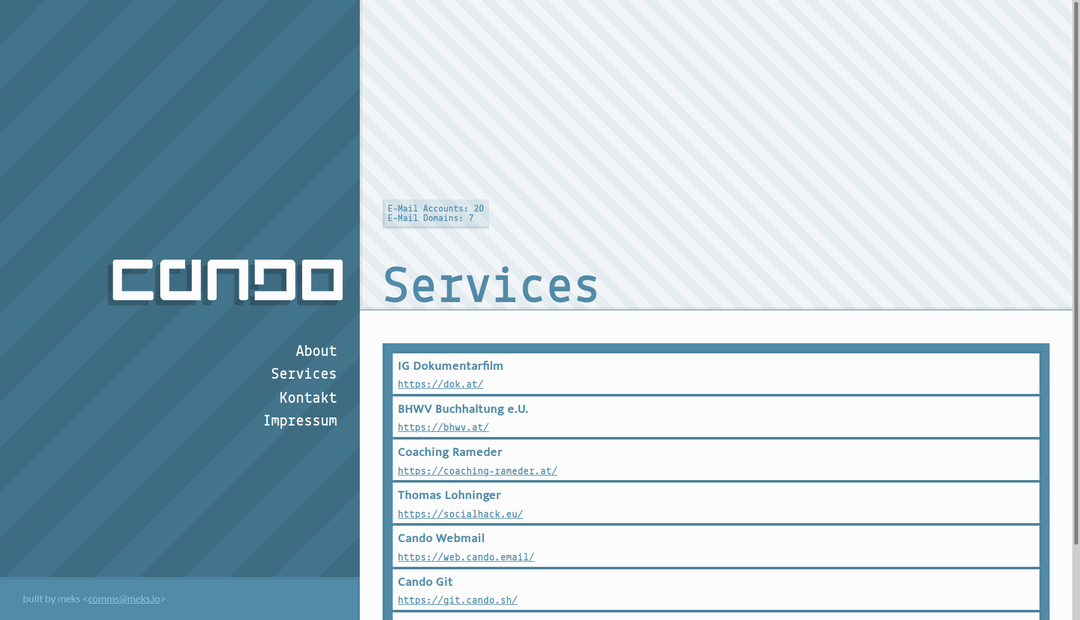 cando
About
Services
Kontakt
Impressum
built by meks <comms@meks.io>
E-Mail Accounts: 20
E-Mail Domains: 7
Services
IG Dokumentarfilm
https://dok.at/
BHWV Buchhaltung e.U.
https://bhwv.at/
Coaching Rameder
https://coaching-rameder.at/
Thomas Lohninger
https://socialhack.eu/
Cando Webmail
https://web.cando.email/
Cando Git
https://git.cando.sh/